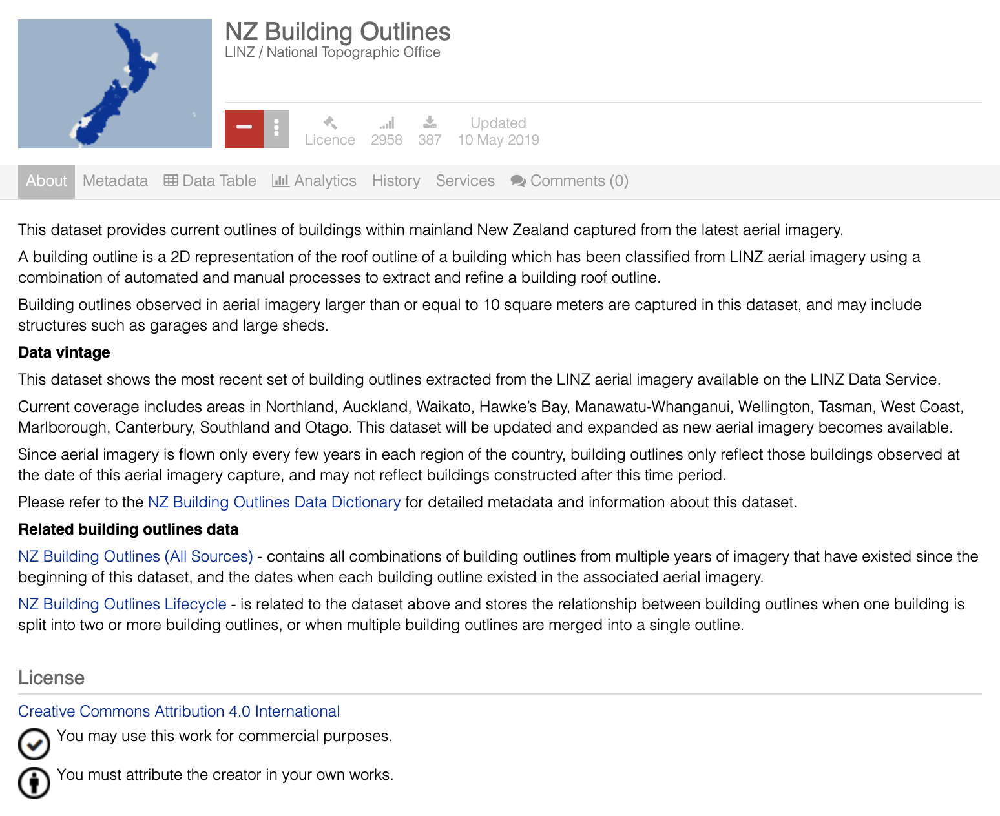 NZ Building Outlines
LINZ / National Topographic Office
Licence
2958
387
Updated
10 May 2019
About Metadata Data Table Analytics History Services Comments (0)
This dataset provides current outlines of buildings within mainland New Zealand captured from the latest aerial imagery.
A building outline is a 2D representation of the roof outline of a building which has been classified from LINZ aerial imagery using a
combination of automated and manual processes to extract and refine a building roof outline.
Building outlines observed in aerial imagery larger than or equal to 10 square meters are captured in this dataset, and may include
structures such as garages and large sheds.
Data vintage
This dataset shows the most recent set of building outlines extracted from the LINZ aerial imagery available on the LINZ Data Service.
Current coverage includes areas in Northland, Auckland, Waikato, Hawke’s Bay, Manawatu-Whanganui, Wellington, Tasman, West Coast,
Marlborough, Canterbury, Southland and Otago. This dataset will be updated and expanded as new aerial imagery becomes available.
Since aerial imagery is flown only every few years in each region of the country, building outlines only reflect those buildings observed at
the date of this aerial imagery capture, and may not reflect buildings constructed after this time period.
Please refer to the NZ Building Outlines Data Dictionary for detailed metadata and information about this dataset.
Related building outlines data
NZ Building Outlines (All Sources) - contains all combinations of building outlines from multiple years of imagery that have existed since the
beginning of this dataset, and the dates when each building outline existed in the associated aerial imagery.
NZ Building Outlines Lifecycle - is related to the dataset above and stores the relationship between building outlines when one building is
split into two or more building outlines, or when multiple building outlines are merged into a single outline.
License
Creative Commons Attribution 4.0 International
You may use this work for commercial purposes.
You must attribute the creator in your own works.